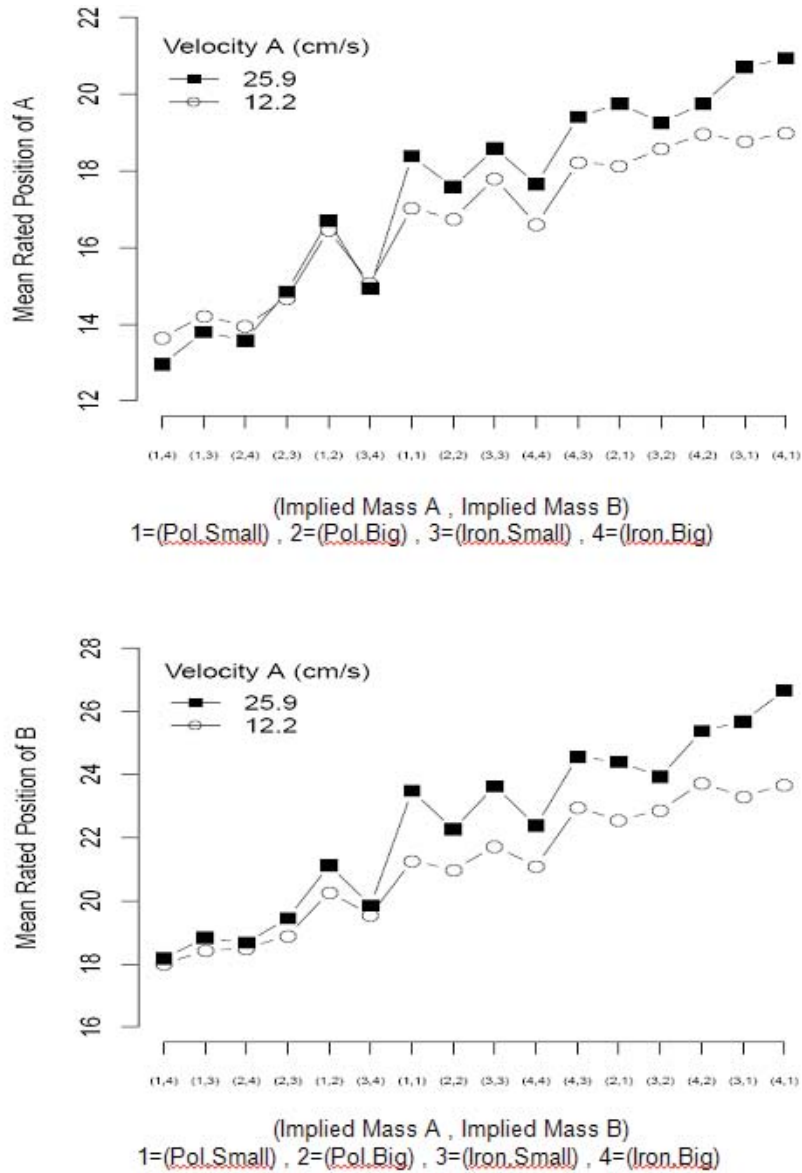 22
20
18
16
14
12
Mean Rated Position of A
Velocity A (cm/s)
25.9
12.2
(1,4) (1,3) (2,4) (2,3) (1,2) (3,4) (1,1) (2,2) (3,3) (4,4) (4,3) (2,1) (3,2) (4,2) (3,1) (4,1)
(Implied Mass A , Implied Mass B)
1=(Pol,Small) , 2=(Pol,Big) , 3=(Iron,Small) , 4=(Iron,Big)
28
26
24
22
20
18
16
Mean Rated Position of B
Velocity A (cm/s)
25.9
12.2
(1,4) (1,3) (2,4) (2,3) (1,2) (3,4) (1,1) (2,2) (3,3) (4,4) (4,3) (2,1) (3,2) (4,2) (3,1) (4,1)
(Implied Mass A , Implied Mass B)
1=(Pol,Small) , 2=(Pol,Big) , 3=(Iron,Small) , 4=(Iron,Big)